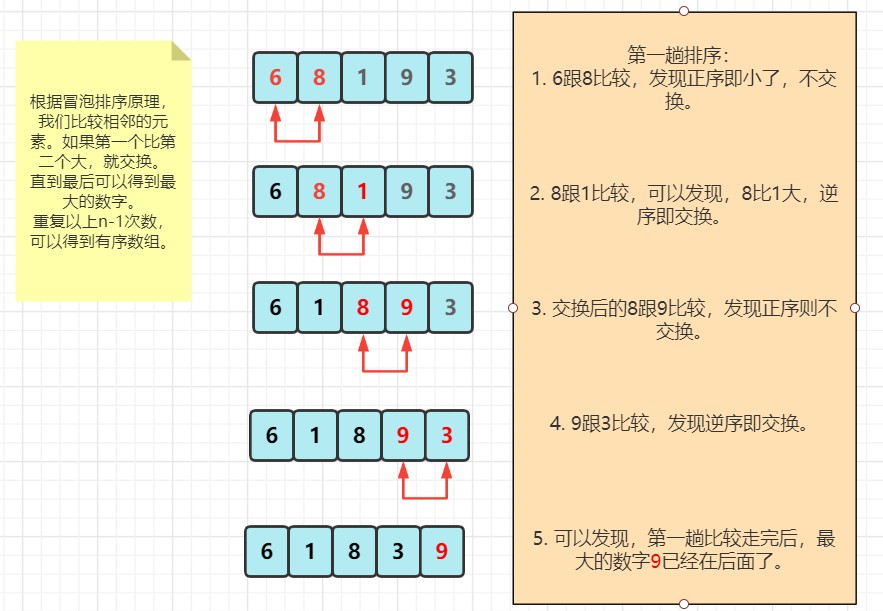 根据冒泡排序原理，
我们比较相邻的元
素。如果第一个比第
二个大，就交换。
直到最后可以得到最
大的数字。
重复以上n-1次数，
可以得到有序数组。
6 8 1 9 3
6 8 1 9 3
6 1 8 9 3
6 1 8 9 3
6 1 8 3 9
第一趟排序：
1. 6跟8比较，发现正序即小了，不交
换。
2. 8跟1比较，可以发现，8比1大，逆
序即交换。
3. 交换后的8跟9比较，发现正序则不
交换。
4. 9跟3比较，发现逆序即交换。
5. 可以发现，第一趟比较走完后，最
大的数字9已经在后面了。